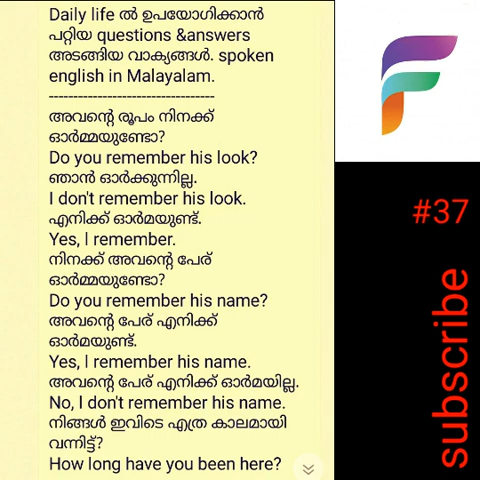 Daily life ൽ ഉപയോഗിക്കാൻ
പറ്റിയ questions &answers
അടങ്ങിയ വാക്യങ്ങൾ. spoken
english in Malayalam.
----------------------------------
അവന്റെ രൂപം നിനക്ക്
ഓർമ്മയുണ്ടോ?
Do you remember his look?
ഞാൻ ഓർക്കുന്നില്ല.
I don't remember his look.
എനിക്ക് ഓർമയുണ്ട്.
Yes, I remember.
നിനക്ക് അവന്റെ പേര്
ഓർമ്മയുണ്ടോ?
Do you remember his name?
അവന്റെ പേര് എനിക്ക്
ഓർമയുണ്ട്.
Yes, I remember his name.
അവന്റെ പേര് എനിക്ക് ഓർമയില്ല.
No, I don't remember his name.
നിങ്ങൾ ഇവിടെ എത്ര കാലമായി
വന്നിട്ട്?
How long have you been here?
#37
subscribe